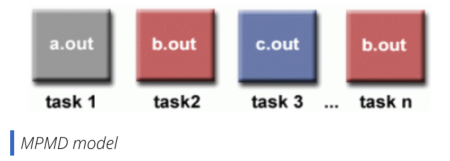 a.out b.out c.out b.out
task 1 task2 task 3 ... task n
MPMD model